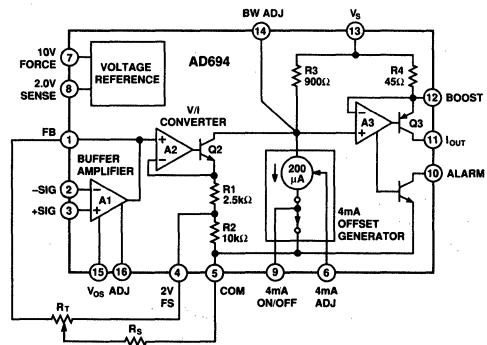 BW ADJ
VS
14
13
10V
FORCE
7
VOLTAGE
REFERENCE
AD694
2.0V
SENSE
8
R3
900Ω
R4
45Ω
12
BOOST
V/I
CONVERTER
FB
1
+
A2
−
Q2
+
A3
−
Q3
11
IOUT
BUFFER
AMPLIFIER
−SIG
2
−
A1
+SIG
3
+
R1
2.5kΩ
R2
10kΩ
200
µA
4mA
OFFSET
GENERATOR
10
ALARM
15
16
4
5
9
6
VOS ADJ
2V
FS
COM
4mA
ON/OFF
4mA
ADJ
RT
RS